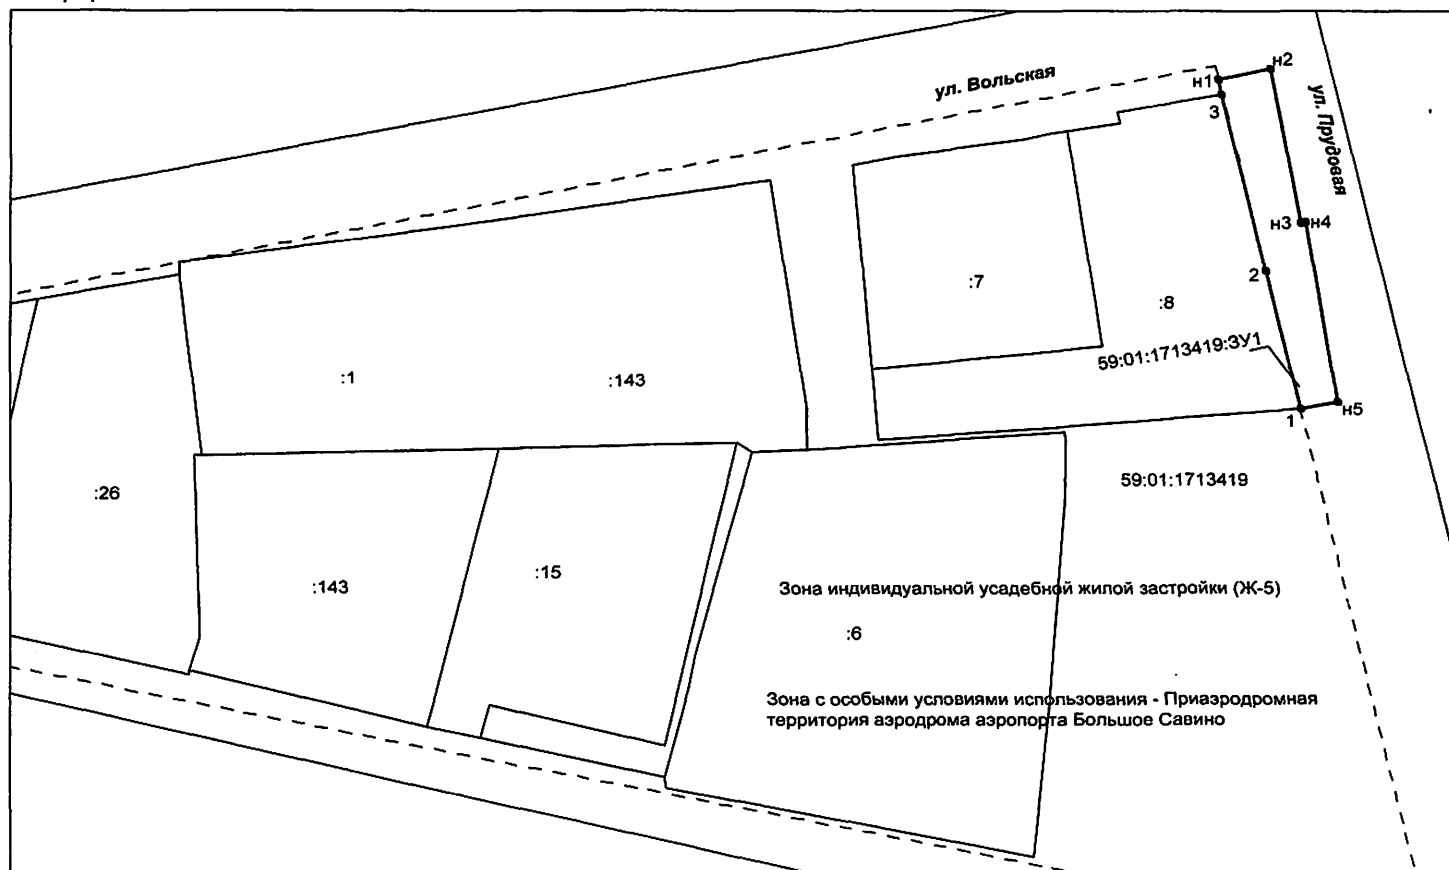 ул. Вольская
н1
н2
3
ул. Прудовая
н3
н4
2
:7
:8
59:01:1713419:ЗУ1
:1
:143
1
н5
:26
59:01:1713419
:143
:15
Зона индивидуальной усадебной жилой застройки (Ж-5)
:6
Зона с особыми условиями использования - Приаэродромная
территория аэродрома аэропорта Большое Савино